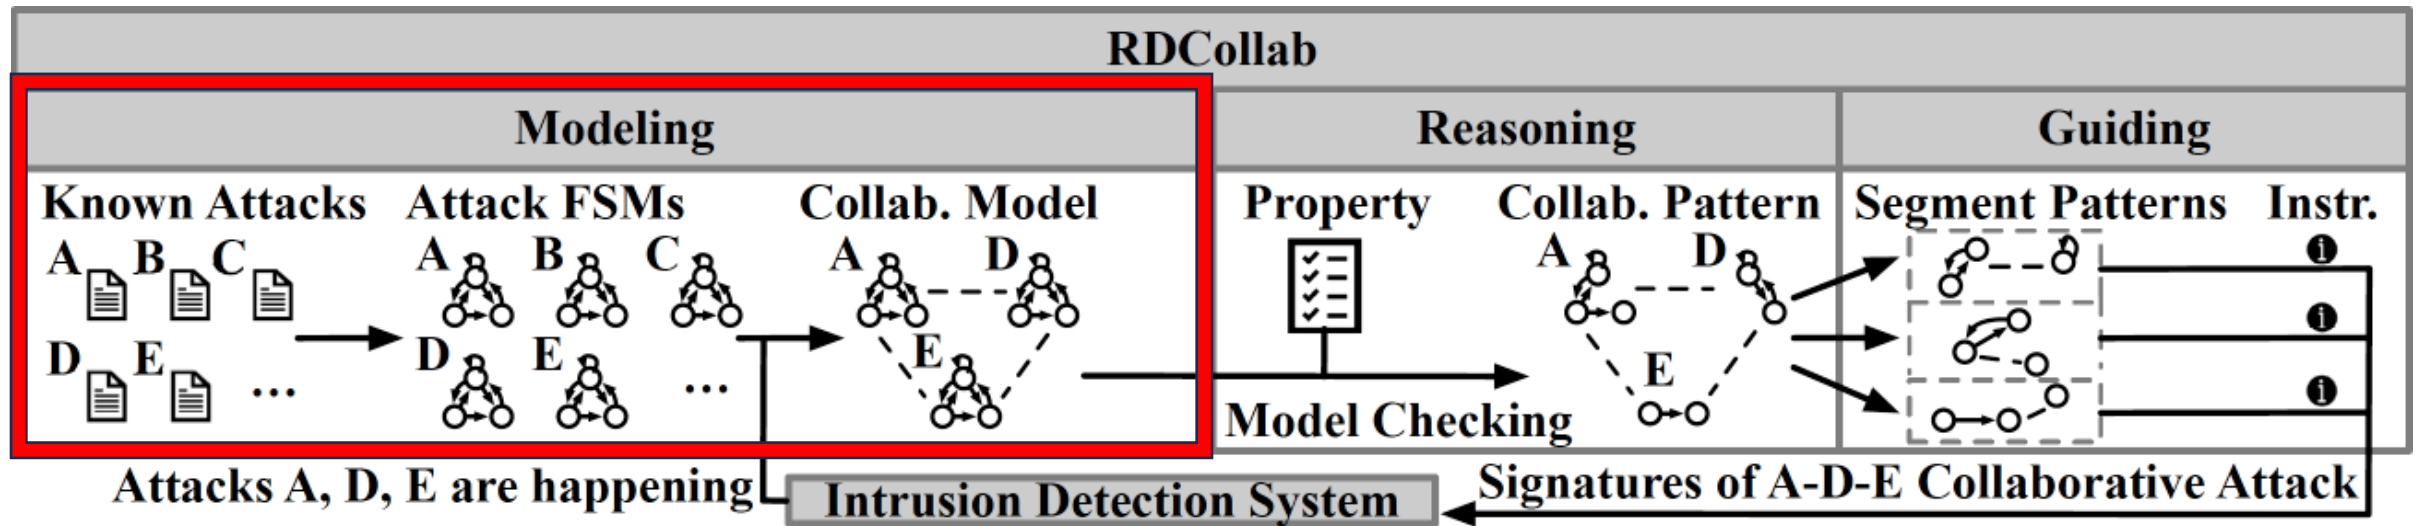 RDCollab
Modeling
Reasoning
Guiding
Known Attacks
Attack FSMs
Collab. Model
Property
Collab. Pattern
Segment Patterns
Instr.
A B C
D E ...
A B C
D E ...
A D
E
A D
E
i
i
i
Model Checking
Attacks A, D, E are happening
Intrusion Detection System
Signatures of A-D-E Collaborative Attack